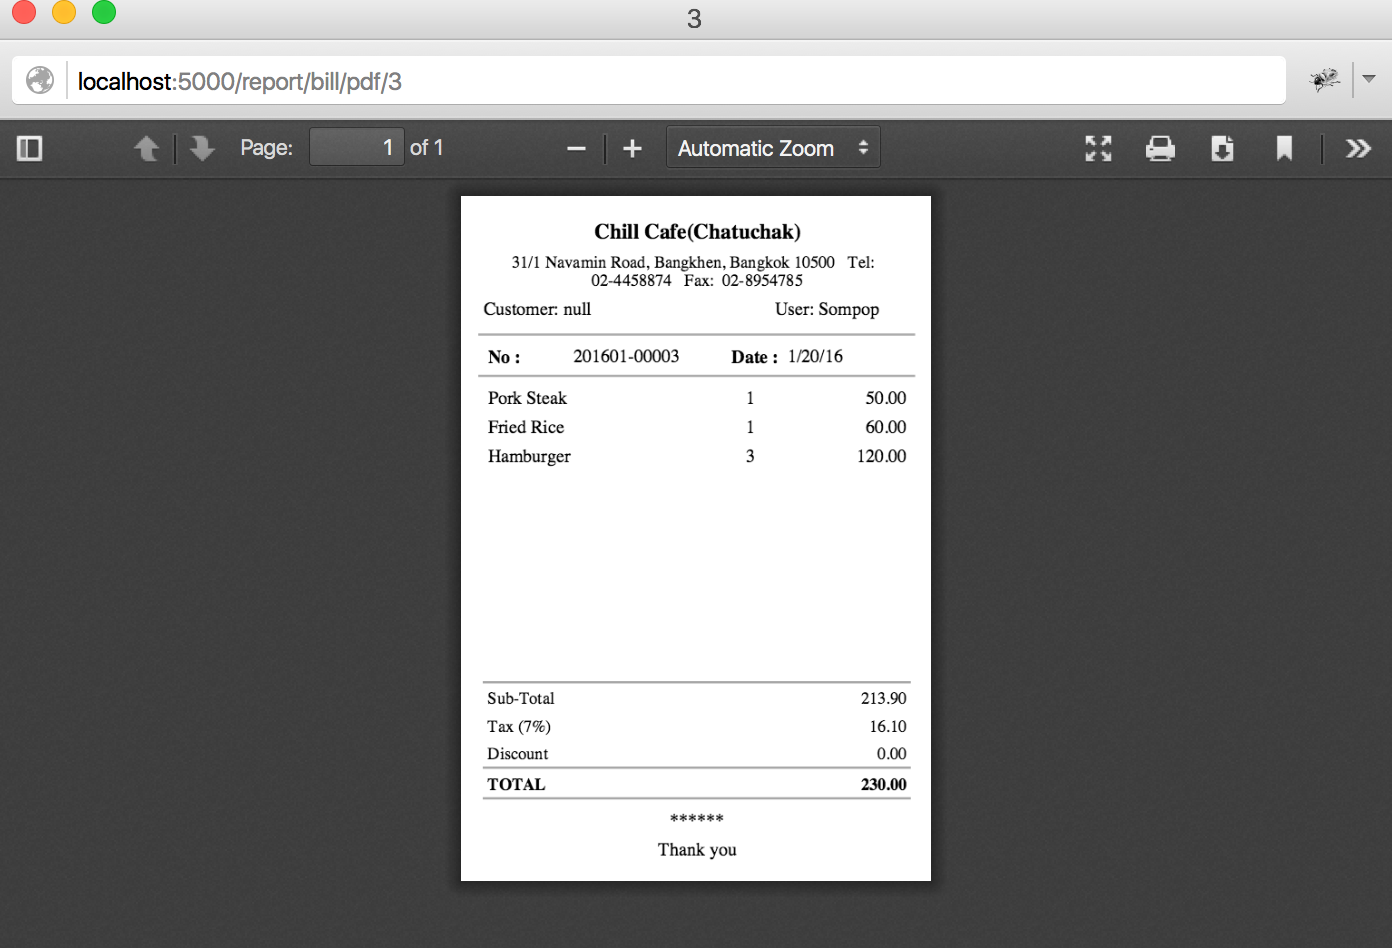 3
localhost:5000/report/bill/pdf/3
Page: 1 of 1 Automatic Zoom
Chill Cafe(Chatuchak)
31/1 Navamin Road, Bangkhen, Bangkok 10500 Tel:
02-4458874 Fax: 02-8954785
Customer: null User: Sompop
No : 201601-00003 Date : 1/20/16
Pork Steak 1 50.00
Fried Rice 1 60.00
Hamburger 3 120.00
Sub-Total 213.90
Tax (7%) 16.10
Discount 0.00
TOTAL 230.00
******
Thank you